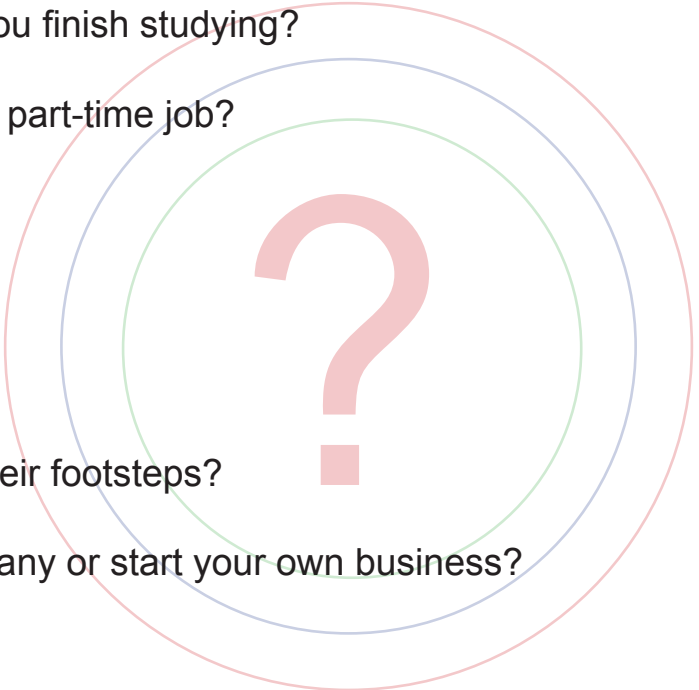 ou finish studying?
part-time job?
?
eir footsteps?
any or start your own business?